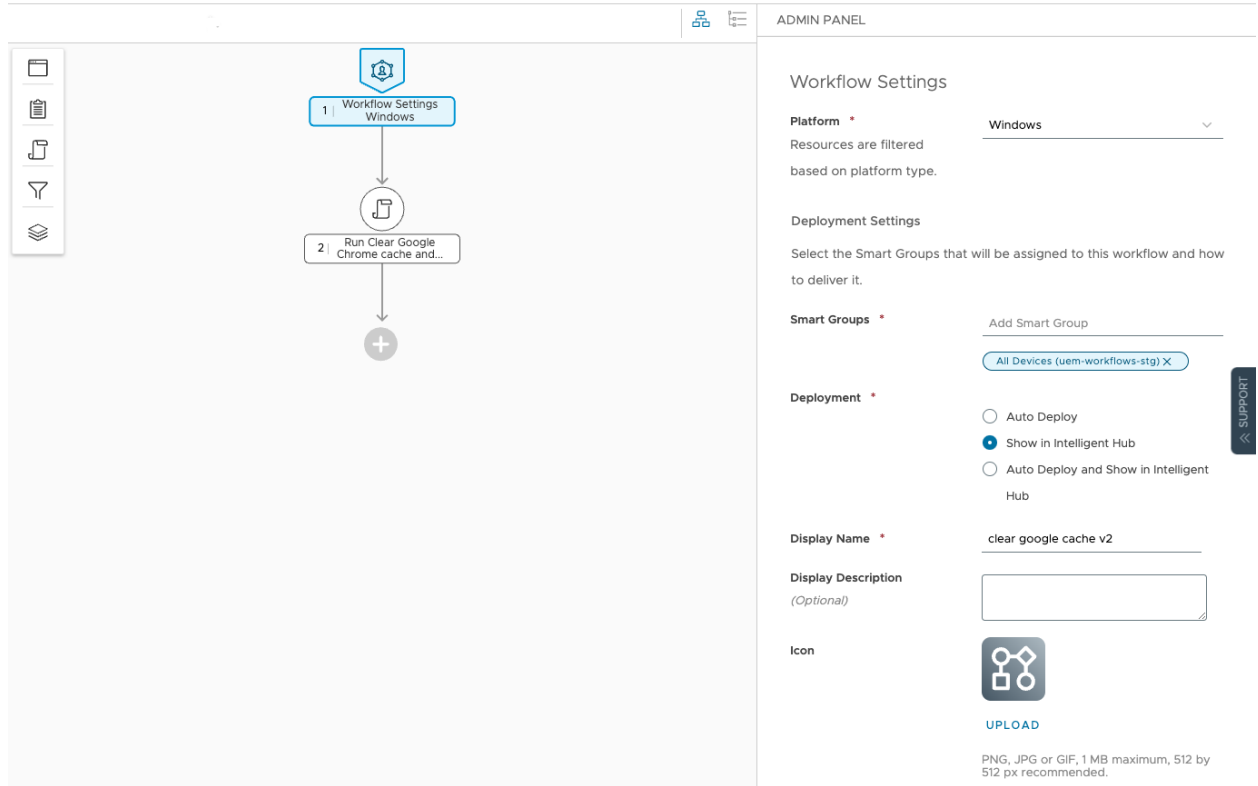 ADMIN PANEL
1 | Workflow Settings
Windows
2 | Run Clear Google
Chrome cache and...
Workflow Settings
Platform *
Windows
Resources are filtered
based on platform type.
Deployment Settings
Select the Smart Groups that will be assigned to this workflow and how
to deliver it.
Smart Groups *
Add Smart Group
All Devices (uem-workflows-stg) ×
Deployment *
Auto Deploy
Show in Intelligent Hub
Auto Deploy and Show in Intelligent
Hub
Display Name *
clear google cache v2
Display Description
(Optional)
Icon
UPLOAD
PNG, JPG or GIF, 1 MB maximum, 512 by
512 px recommended.
SUPPORT